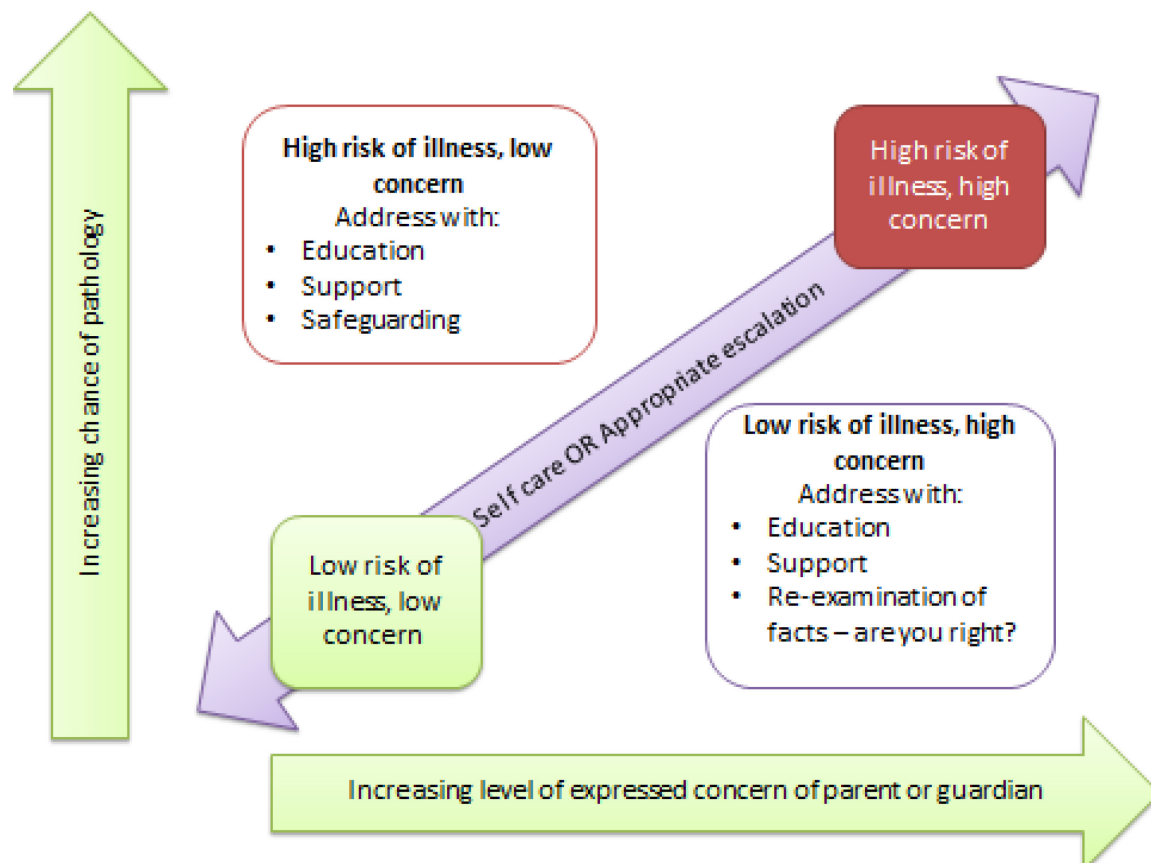 Increasing chance of pathology
High risk of illness, low
concern
Address with:
• Education
• Support
• Safeguarding
High risk of
illness, high
concern
Self care OR Appropriate escalation
Low risk of illness, high
concern
Address with:
• Education
• Support
• Re-examination of
facts – are you right?
Low risk of
illness, low
concern
Increasing level of expressed concern of parent or guardian